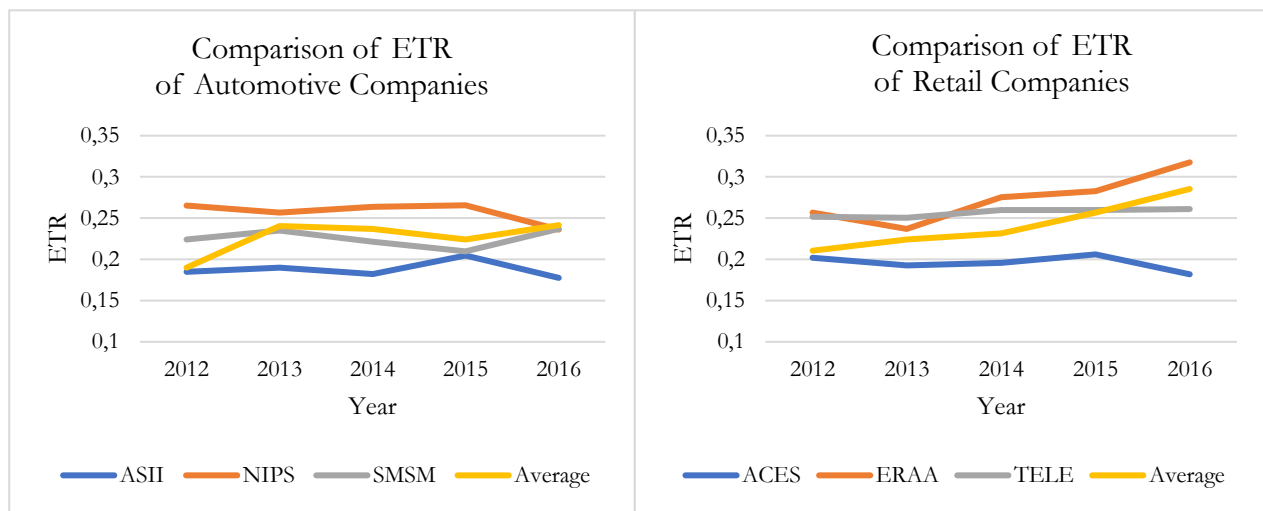 Comparison of ETR
of Automotive Companies
0,35
0,3
0,25
0,2
0,15
0,1
ETR
2012 2013 2014 2015 2016
Year
ASII NIPS SMSM Average
Comparison of ETR
of Retail Companies
0,35
0,3
0,25
0,2
0,15
0,1
ETR
2012 2013 2014 2015 2016
Year
ACES ERAA TELE Average